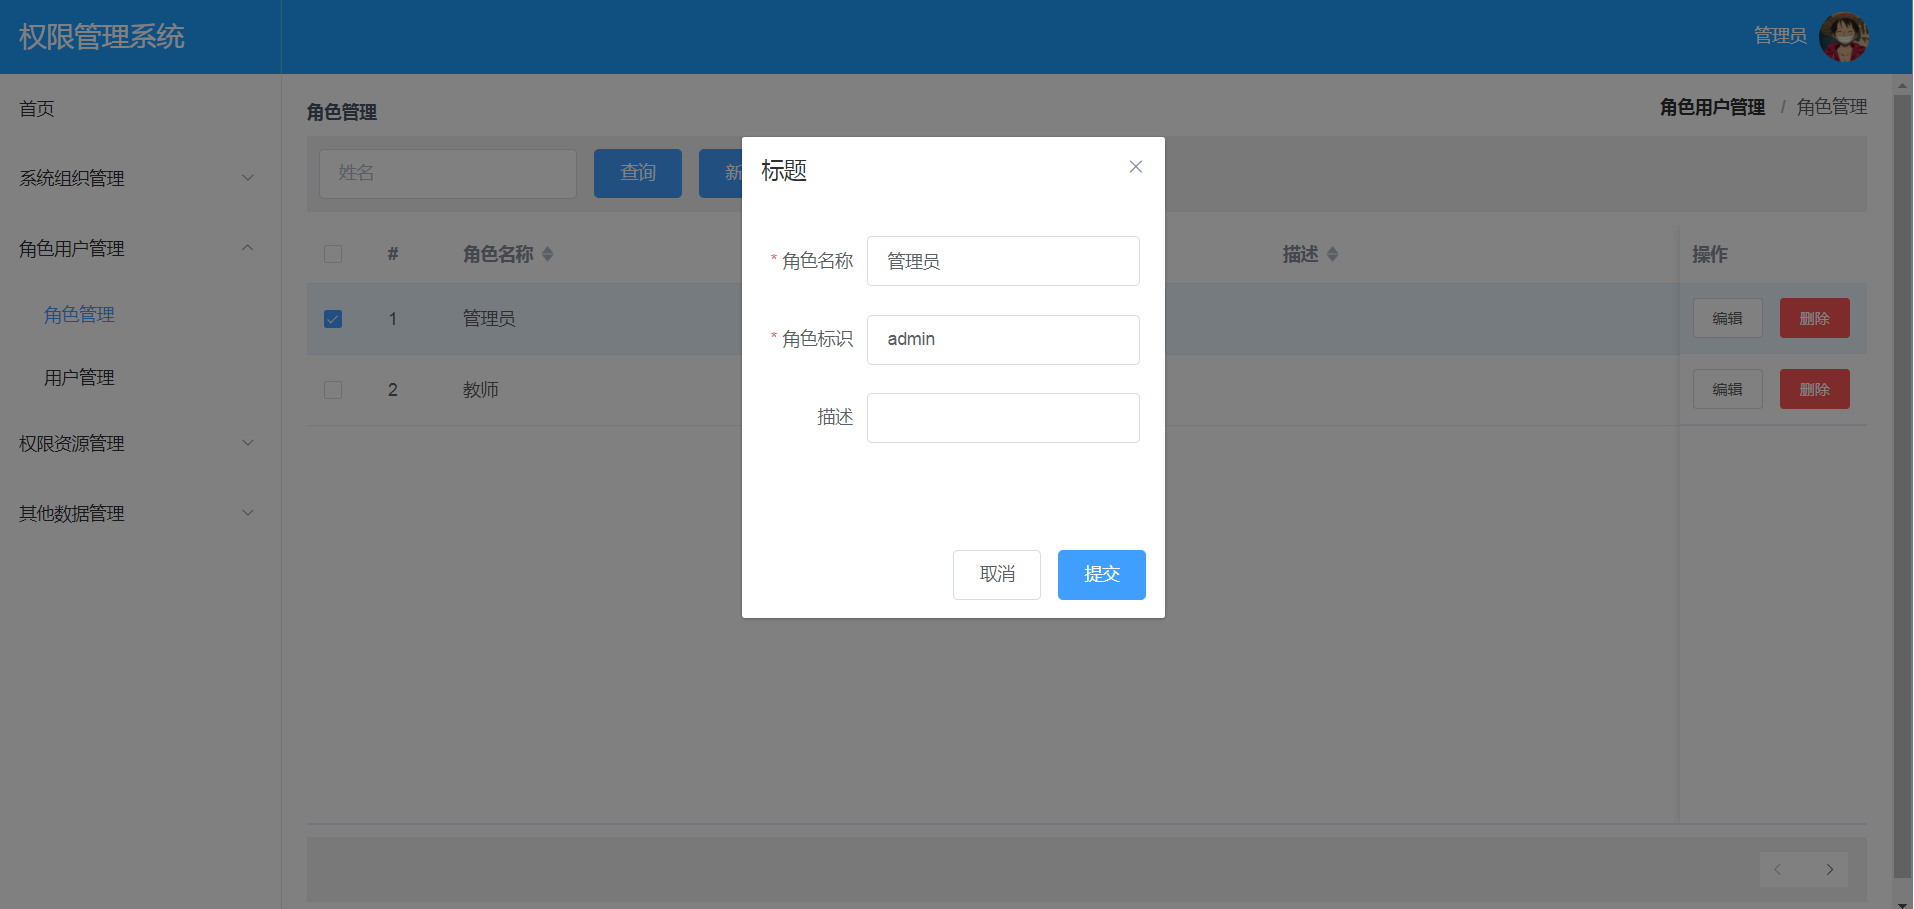 权限管理系统
管理员
首页
系统组织管理
角色用户管理
角色管理
用户管理
权限资源管理
其他数据管理
角色管理
角色用户管理 / 角色管理
姓名
查询
新
# 角色名称 描述 操作
1 管理员 编辑 删除
2 教师 编辑 删除
标题
* 角色名称 管理员
* 角色标识 admin
描述
取消 提交